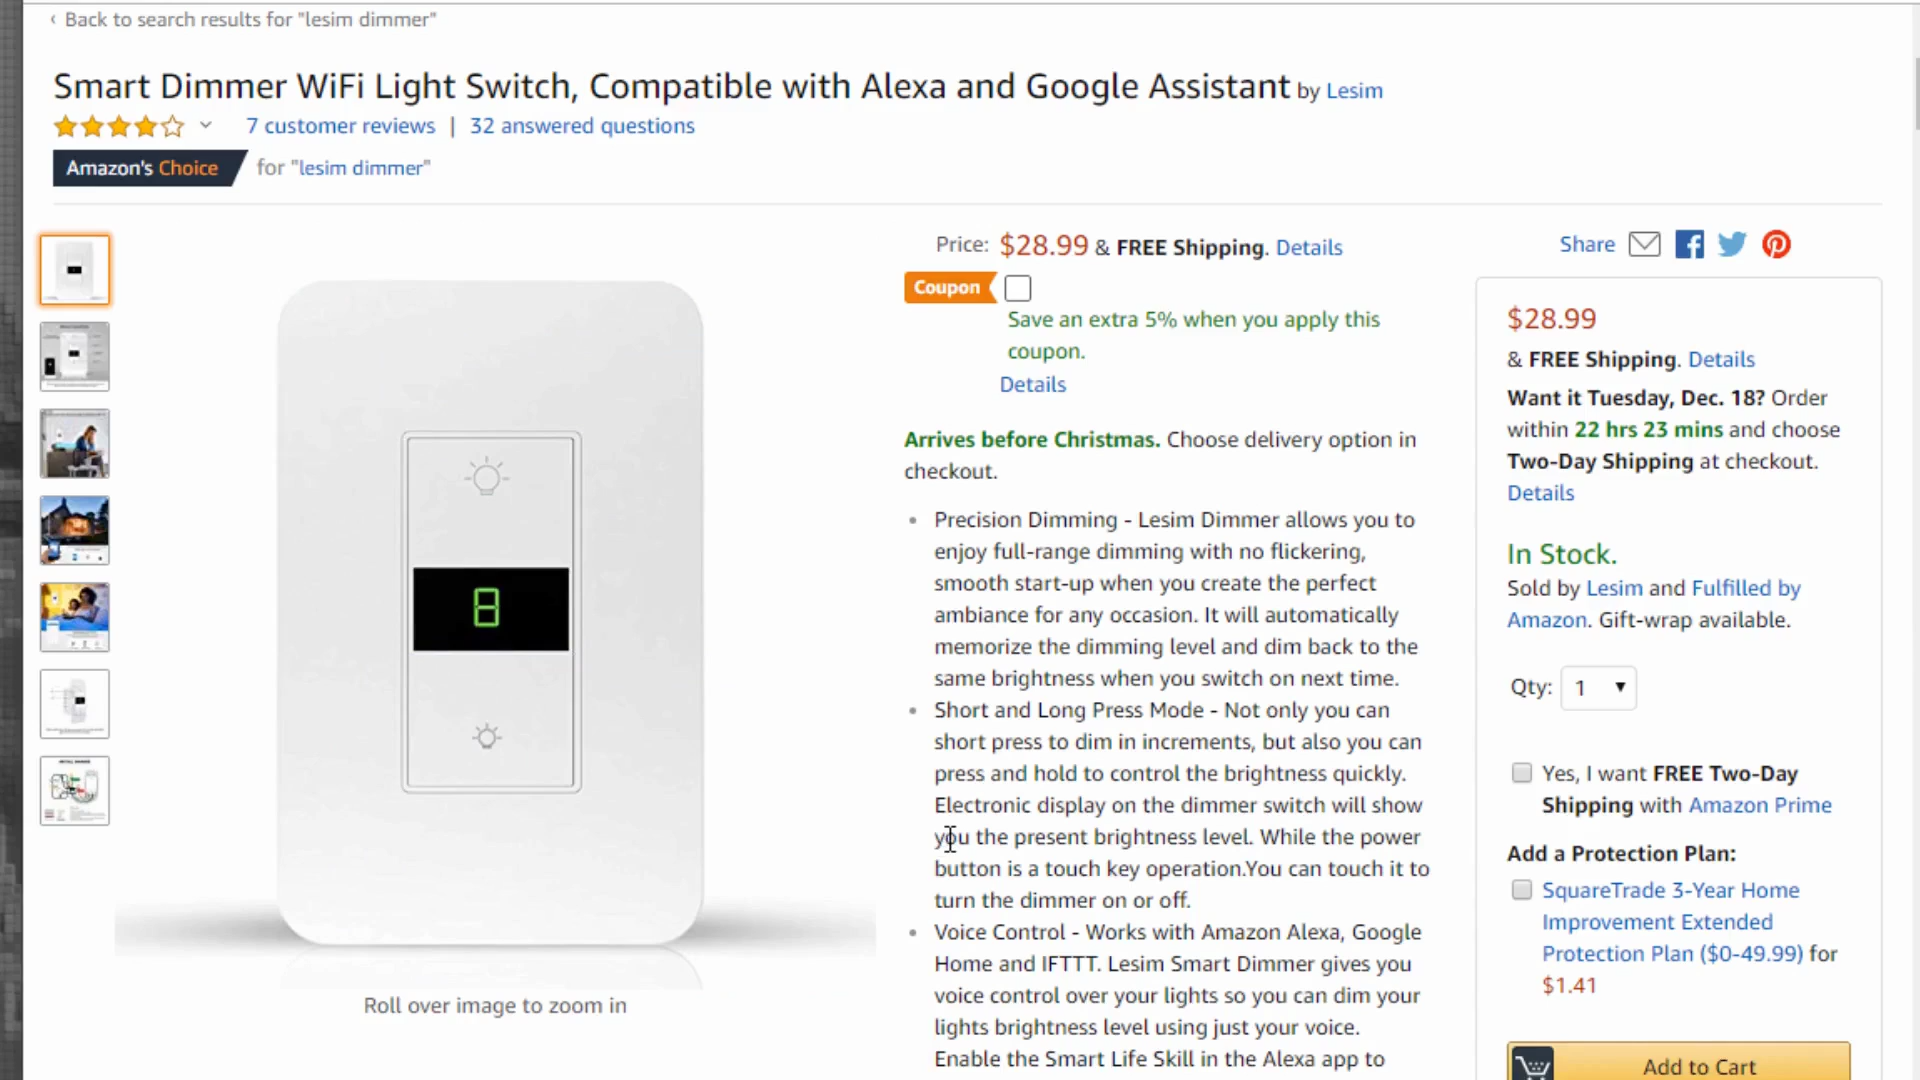 ‹ Back to search results for "lesim dimmer"
Smart Dimmer WiFi Light Switch, Compatible with Alexa and Google Assistant by Lesim
7 customer reviews | 32 answered questions
Amazon's Choice for "lesim dimmer"
Price: $28.99 & FREE Shipping. Details
Coupon
Save an extra 5% when you apply this
coupon.
Details
Arrives before Christmas. Choose delivery option in
checkout.
• Precision Dimming - Lesim Dimmer allows you to
enjoy full-range dimming with no flickering,
smooth start-up when you create the perfect
ambiance for any occasion. It will automatically
memorize the dimming level and dim back to the
same brightness when you switch on next time.
• Short and Long Press Mode - Not only you can
short press to dim in increments, but also you can
press and hold to control the brightness quickly.
Electronic display on the dimmer switch will show
you the present brightness level. While the power
button is a touch key operation.You can touch it to
turn the dimmer on or off.
• Voice Control - Works with Amazon Alexa, Google
Home and IFTTT. Lesim Smart Dimmer gives you
voice control over your lights so you can dim your
lights brightness level using just your voice.
Enable the Smart Life Skill in the Alexa app to
8
Roll over image to zoom in
Share
$28.99
& FREE Shipping. Details
Want it Tuesday, Dec. 18? Order
within 22 hrs 23 mins and choose
Two-Day Shipping at checkout.
Details
In Stock.
Sold by Lesim and Fulfilled by
Amazon. Gift-wrap available.
Qty: 1
Yes, I want FREE Two-Day
Shipping with Amazon Prime
Add a Protection Plan:
SquareTrade 3-Year Home
Improvement Extended
Protection Plan ($0-49.99) for
$1.41
Add to Cart